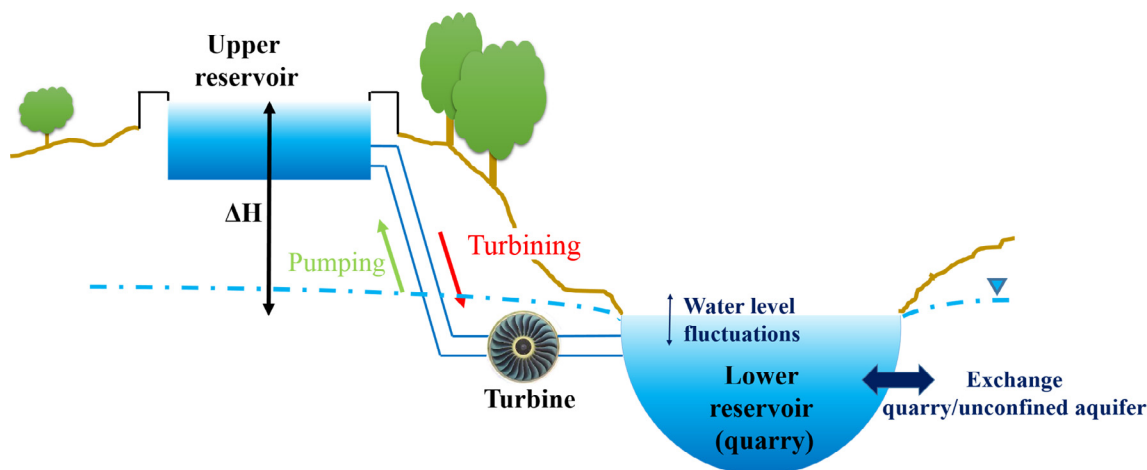 Upper
reservoir
ΔH
Pumping
Turbining
Turbine
Water level
fluctuations
Lower
reservoir
(quarry)
Exchange
quarry/unconfined aquifer